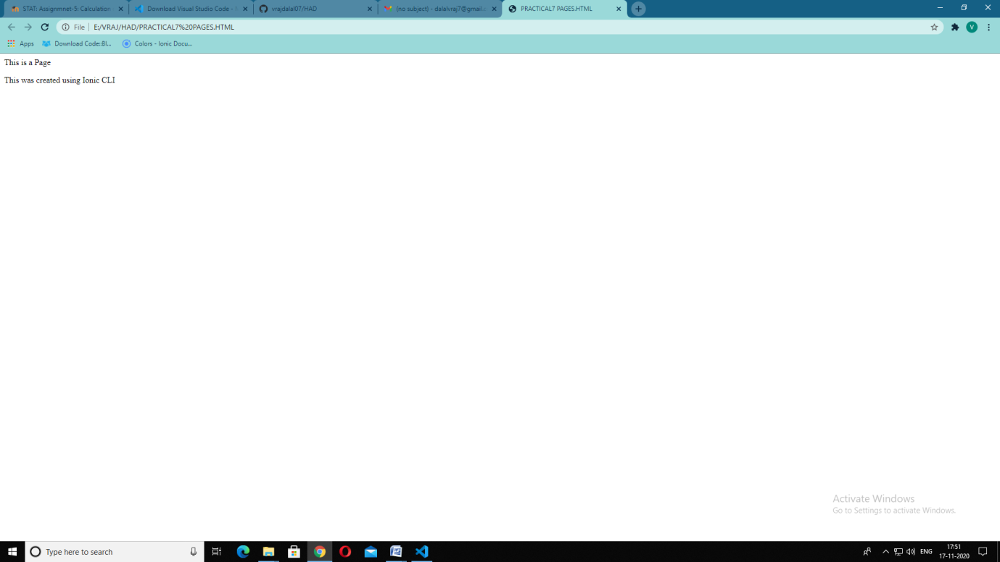 STAT: Assignmnet-5: Calculation
Download Visual Studio Code -
vrajdalal07/HAD
(no subject) - dalalvraj7@gmail.c
PRACTICAL7 PAGES.HTML
File E:/VRAJ/HAD/PRACTICAL7%20PAGES.HTML
V
Apps
Download Code::Bl...
Colors - Ionic Docu...
This is a Page
This was created using Ionic CLI
Activate Windows
Go to Settings to activate Windows.
Type here to search
ENG
17:51
17-11-2020